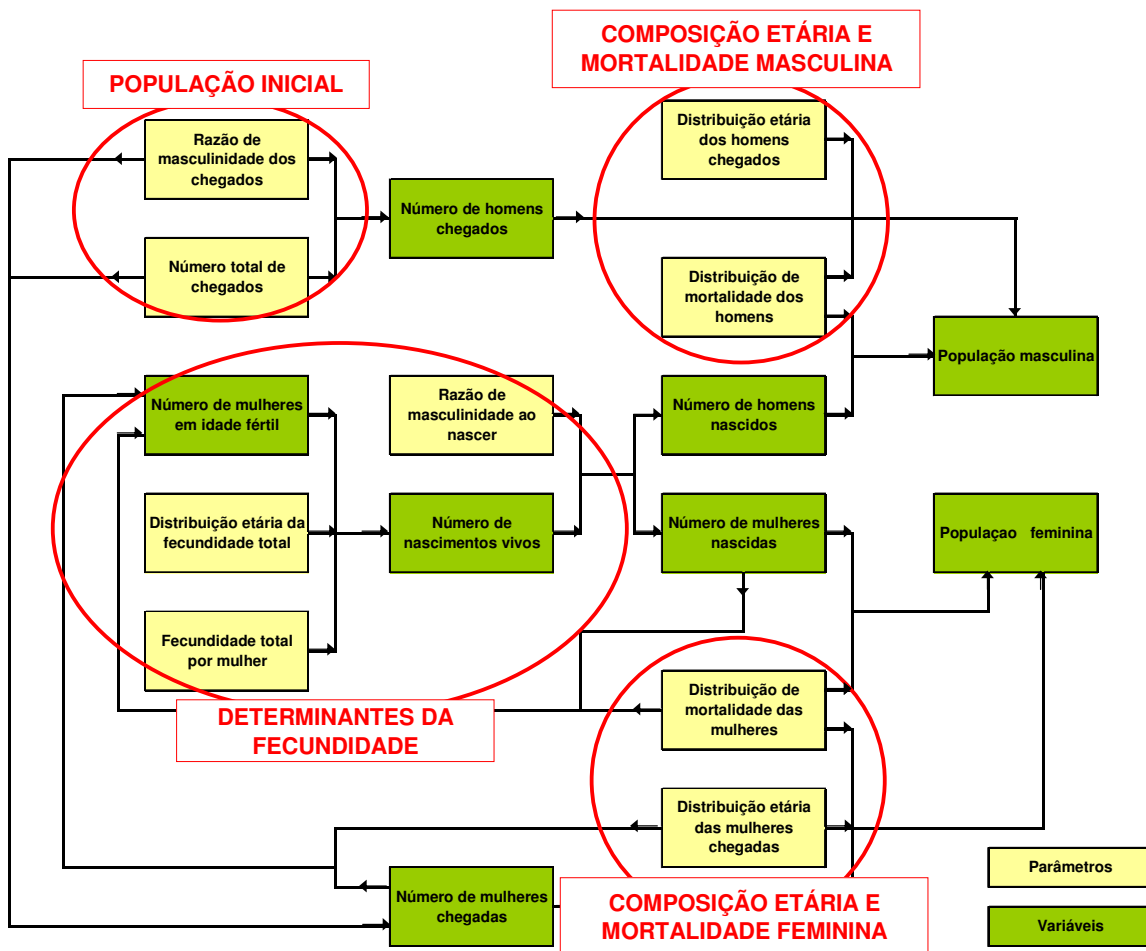 COMPOSIÇÃO ETÁRIA E
MORTALIDADE MASCULINA
POPULAÇÃO INICIAL
Razão de
masculinidade dos
chegados
Distribuição etária
dos homens
chegados
Número de homens
chegados
Número total de
chegados
Distribuição de
mortalidade dos
homens
População masculina
Número de mulheres
em idade fértil
Razão de
masculinidade ao
nascer
Número de homens
nascidos
Distribuição etária da
fecundidade total
Número de
nascimentos vivos
Número de mulheres
nascidas
Populaçao feminina
Fecundidade total
por mulher
DETERMINANTES DA
FECUNDIDADE
Distribuição de
mortalidade das
mulheres
Distribuição etária
das mulheres
chegadas
Parâmetros
Número de mulheres
chegadas
COMPOSIÇÃO ETÁRIA E
MORTALIDADE FEMININA
Variáveis